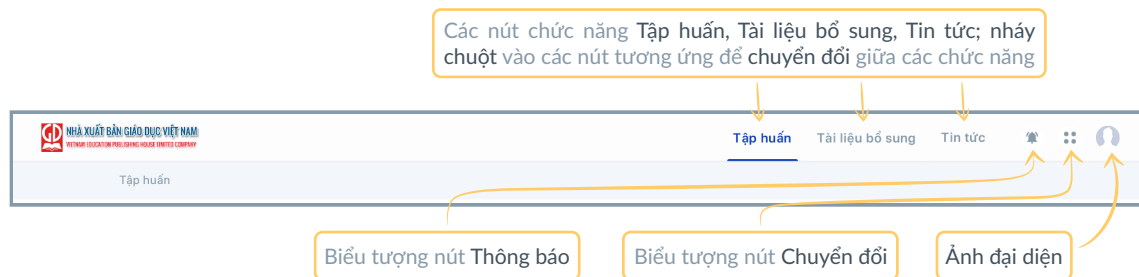 Các nút chức năng Tập huấn, Tài liệu bổ sung, Tin tức; nháy
chuột vào các nút tương ứng để chuyển đổi giữa các chức năng
NHÀ XUẤT BẢN GIÁO DỤC VIỆT NAM
VIETNAM EDUCATION PUBLISHING HOUSE LIMITED COMPANY
Tập huấn Tài liệu bổ sung Tin tức
Tập huấn
Biểu tượng nút Thông báo Biểu tượng nút Chuyển đổi Ảnh đại diện